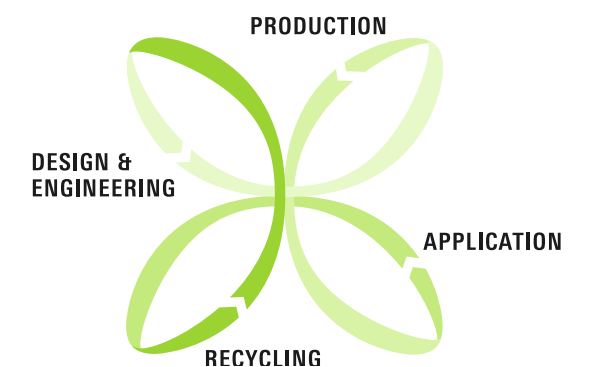 PRODUCTION
DESIGN &
ENGINEERING
APPLICATION
RECYCLING